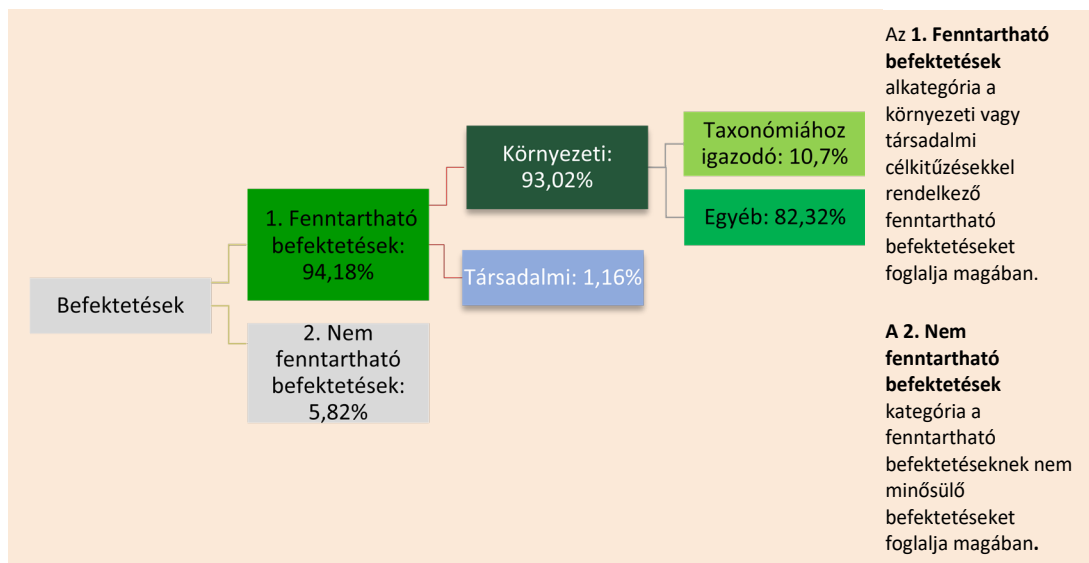 Befektetések
1. Fenntartható
befektetések:
94,18%
2. Nem
fenntartható
befektetések:
5,82%
Környezeti:
93,02%
Társadalmi: 1,16%
Taxonómiához
igazodó: 10,7%
Egyéb: 82,32%
Az 1. Fenntartható
befektetések
alkategória a
környezeti vagy
társadalmi
célkitűzésekkel
rendelkező
fenntartható
befektetéseket
foglalja magában.
A 2. Nem
fenntartható
befektetések
kategória a
fenntartható
befektetéseknek nem
minősülő
befektetéseket
foglalja magában.